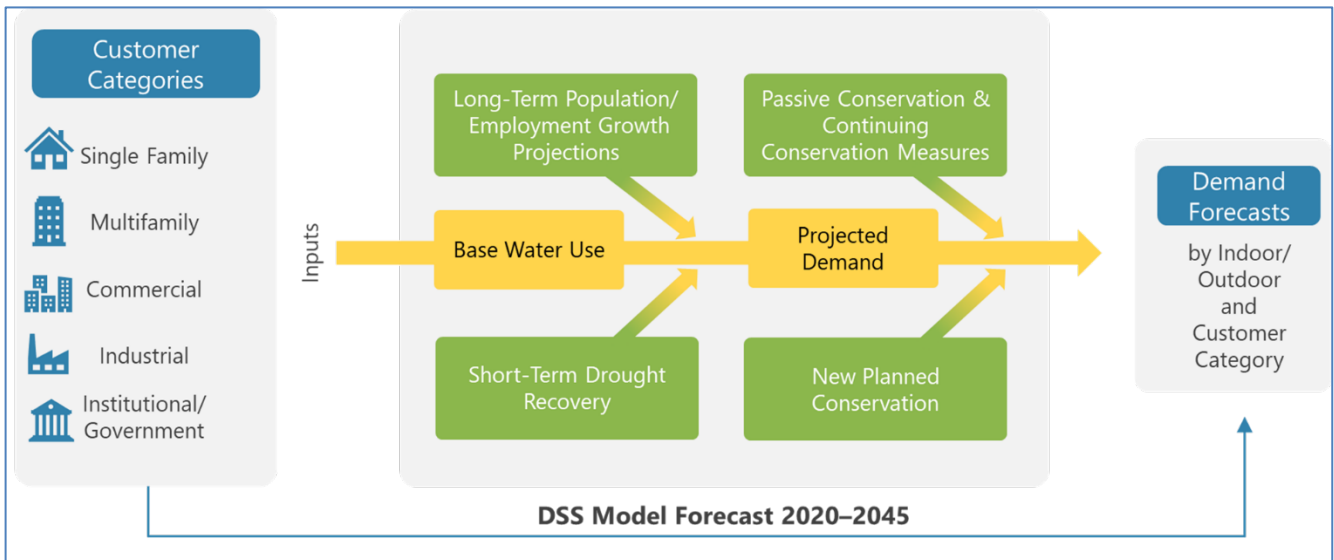 Customer
Categories
Single Family
Multifamily
Commercial
Industrial
Institutional/
Government
Inputs
Long-Term Population/
Employment Growth
Projections
Passive Conservation &
Continuing
Conservation Measures
Base Water Use
Projected
Demand
Short-Term Drought
Recovery
New Planned
Conservation
Demand
Forecasts
by Indoor/
Outdoor
and
Customer
Category
DSS Model Forecast 2020–2045